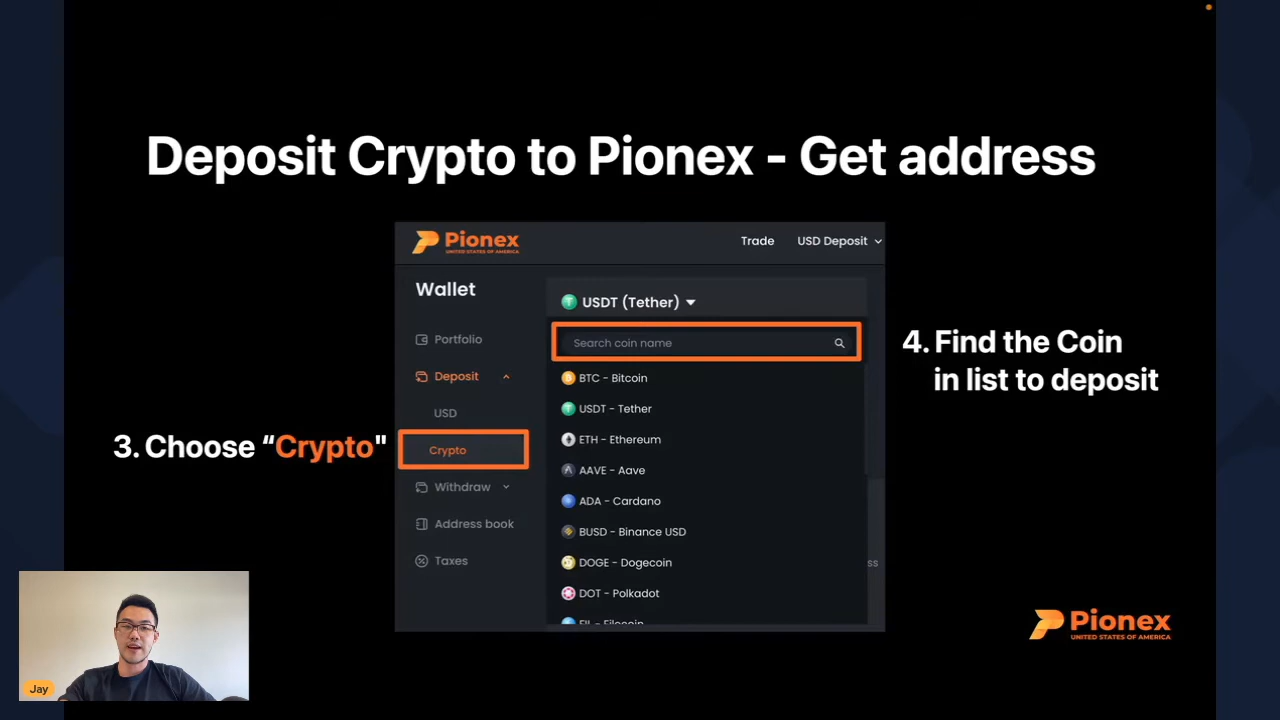 Deposit Crypto to Pionex - Get address
Pionex
UNITED STATES OF AMERICA
Trade
USD Deposit
Wallet
USDT (Tether)
Portfolio
Search coin name
Deposit
BTC - Bitcoin
USD
USDT - Tether
3. Choose “Crypto"
Crypto
ETH - Ethereum
Withdraw
AAVE - Aave
Address book
ADA - Cardano
Taxes
BUSD - Binance USD
DOGE - Dogecoin
ss
DOT - Polkadot
FIL - Filecoin
4. Find the Coin
in list to deposit
Pionex
UNITED STATES OF AMERICA
Jay